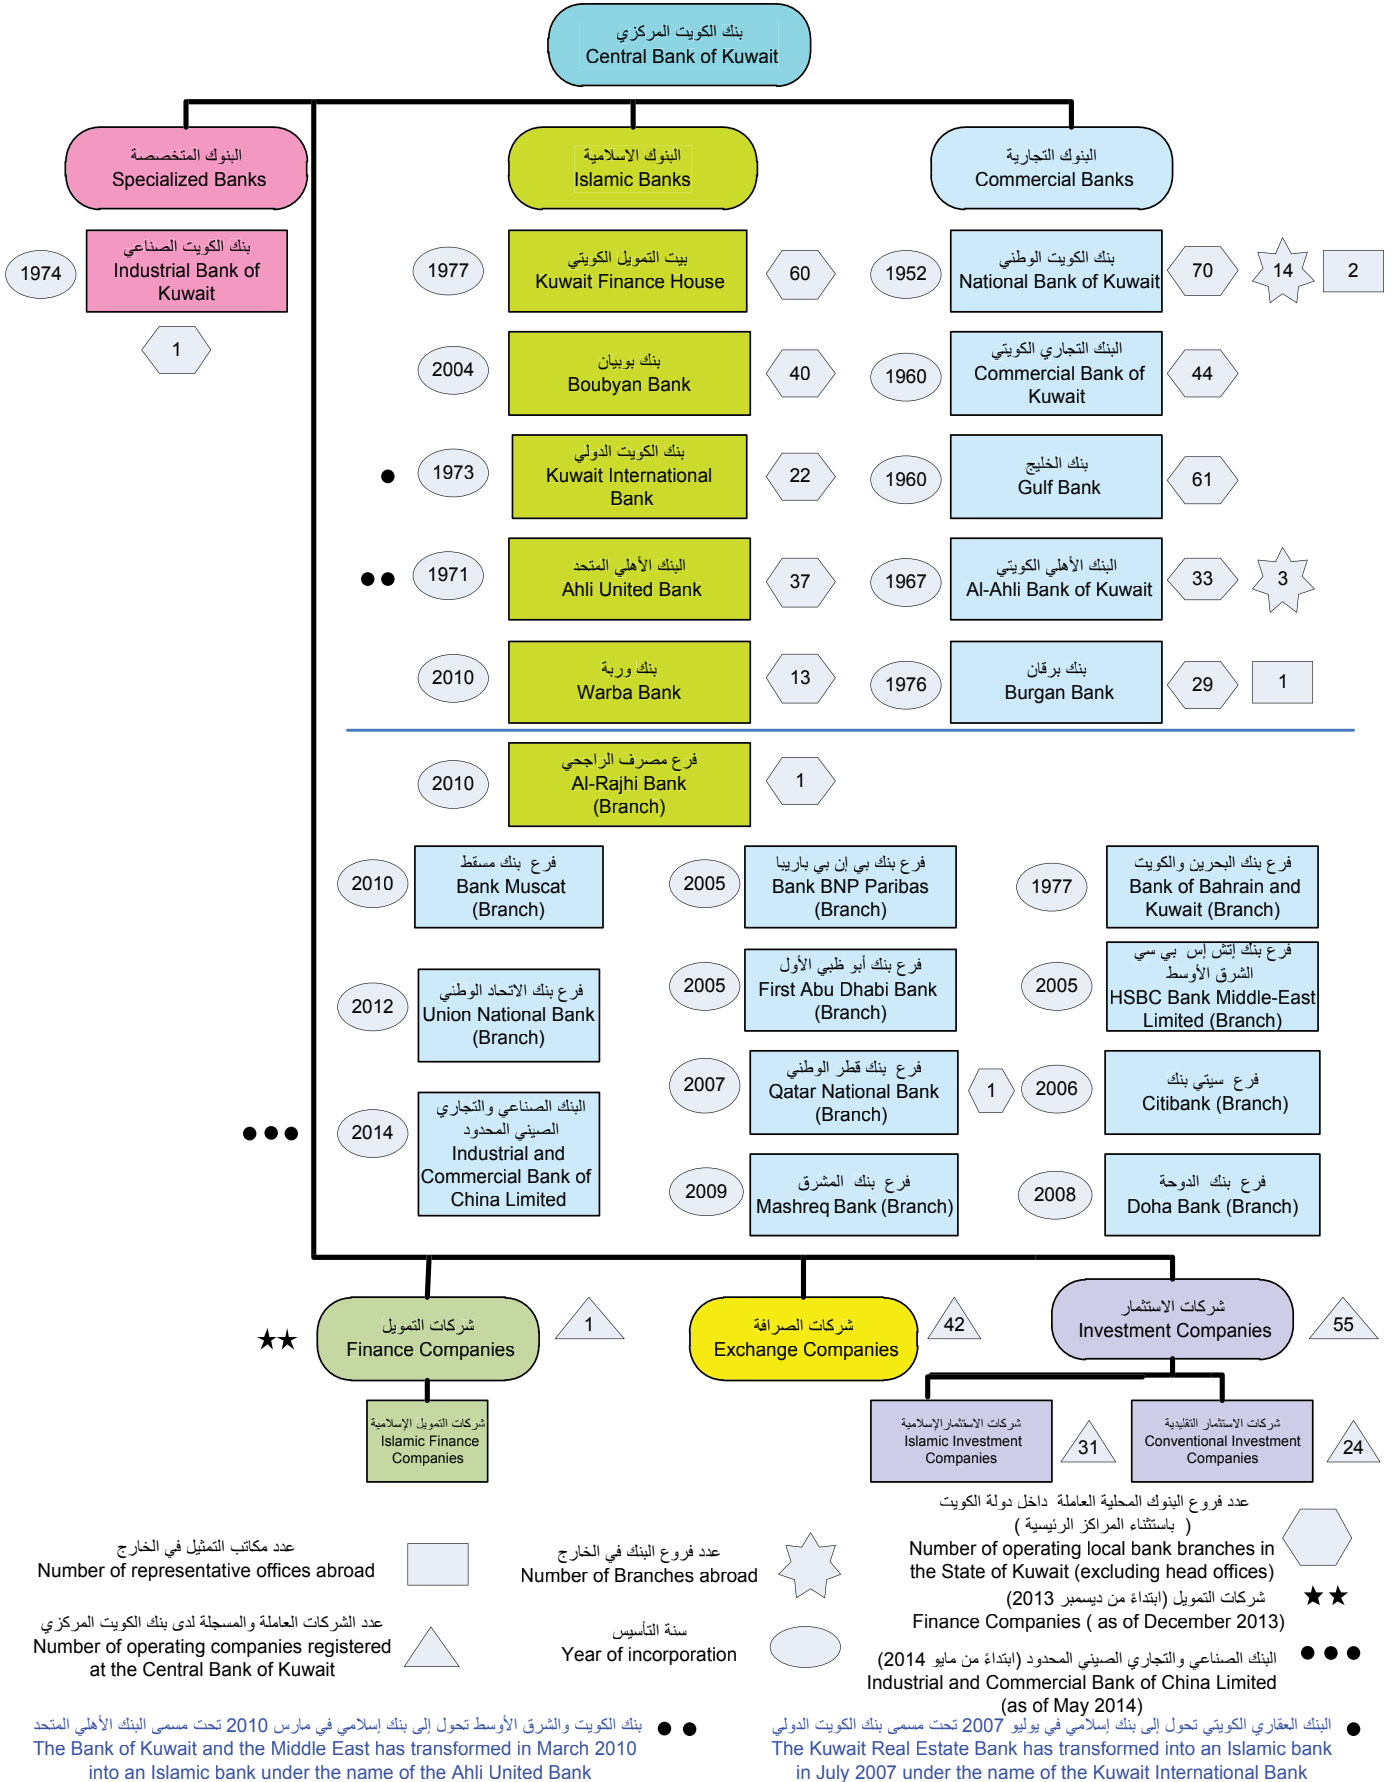 بنك الكويت المركزي
Central Bank of Kuwait
البنوك المتخصصة
Specialized Banks
البنوك الاسلامية
Islamic Banks
البنوك التجارية
Commercial Banks
1974
بنك الكويت الصناعي
Industrial Bank of
Kuwait
1
1977
بيت التمويل الكويتي
Kuwait Finance House
60
1952
بنك الكويت الوطني
National Bank of Kuwait
70
14
2
2004
بنك بوبيان
Boubyan Bank
40
1960
البنك التجاري الكويتي
Commercial Bank of
Kuwait
44
●
1973
بنك الكويت الدولي
Kuwait International
Bank
22
1960
بنك الخليج
Gulf Bank
61
●●
1971
البنك الأهلي المتحد
Ahli United Bank
37
1967
البنك الأهلي الكويتي
Al-Ahli Bank of Kuwait
33
3
2010
بنك وربة
Warba Bank
13
1976
بنك برقان
Burgan Bank
29
1
2010
فرع مصرف الراجحي
Al-Rajhi Bank
(Branch)
1
2010
فرع بنك مسقط
Bank Muscat
(Branch)
2005
فرع بنك بي إن بي باريبا
Bank BNP Paribas
(Branch)
1977
فرع بنك البحرين والكويت
Bank of Bahrain and
Kuwait (Branch)
2012
فرع بنك الاتحاد الوطني
Union National Bank
(Branch)
2005
فرع بنك أبو ظبي الأول
First Abu Dhabi Bank
(Branch)
2005
فرع بنك إتش إس بي سي
الشرق الأوسط
HSBC Bank Middle-East
Limited (Branch)
2007
فرع بنك قطر الوطني
Qatar National Bank
(Branch)
1
2006
فرع سيتي بنك
Citibank (Branch)
●●●
2014
البنك الصناعي والتجاري
الصيني المحدود
Industrial and
Commercial Bank of
China Limited
2009
فرع بنك المشرق
Mashreq Bank (Branch)
2008
فرع بنك الدوحة
Doha Bank (Branch)
★★
شركات التمويل
Finance Companies
1
شركات الصرافة
Exchange Companies
42
شركات الاستثمار
Investment Companies
55
شركات التمويل الإسلامية
Islamic Finance
Companies
شركات الاستثمار الإسلامية
Islamic Investment
Companies
31
شركات الاستثمار التقليدية
Conventional Investment
Companies
24
عدد فروع البنوك المحلية العاملة داخل دولة الكويت
( باستثناء المراكز الرئيسية )
Number of operating local bank branches in
the State of Kuwait (excluding head offices)
عدد فروع البنك في الخارج
Number of Branches abroad
عدد مكاتب التمثيل في الخارج
Number of representative offices abroad
★★ شركات التمويل (ابتداءً من ديسمبر 2013)
Finance Companies ( as of December 2013)
سنة التأسيس
Year of incorporation
عدد الشركات العاملة والمسجلة لدى بنك الكويت المركزي
Number of operating companies registered
at the Central Bank of Kuwait
●●● البنك الصناعي والتجاري الصيني المحدود (ابتداءً من مايو 2014)
Industrial and Commercial Bank of China Limited
(as of May 2014)
● البنك العقاري الكويتي تحول إلى بنك إسلامي في يوليو 2007 تحت مسمى بنك الكويت الدولي
The Kuwait Real Estate Bank has transformed into an Islamic bank
in July 2007 under the name of the Kuwait International Bank
●● بنك الكويت والشرق الأوسط تحول إلى بنك إسلامي في مارس 2010 تحت مسمى البنك الأهلي المتحد
The Bank of Kuwait and the Middle East has transformed in March 2010
into an Islamic bank under the name of the Ahli United Bank